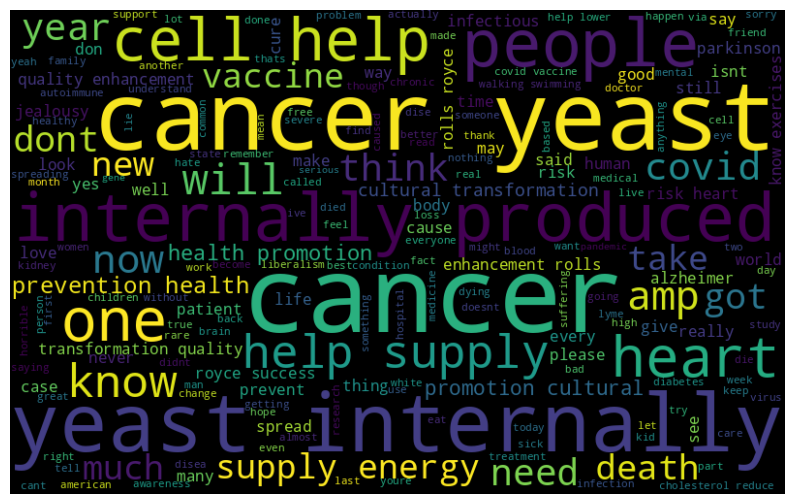 support lot done problem actually infectious help lower happen via say sorry
year cell help people friend
yeah family cure made parkinson
don another thats vaccine way covid vaccine mental isnt
quality enhancement though chronic walking swimming good doctor
autoimmune understand rolls royce still
jealousy cancer yeast know exercises
healthy lie common free severe caused dise time someone based cell
dont mean find better read thank may eye anything
spreading hate state remember serious nothing said human covid
look new make think real risk medical
month gene yes will called cultural transformation live risk heart
well died body
women ive feel loss
internally produced
love cause everyone might blood want pandemic two world
kidney now health promotion fact take day
work become liberalism bestcondition enhancement rolls alzheimer
prevention health children without patient life dying suffering going amp got
person first true back something hospital medicine doesnt lyme high study
horrible one rare brain cancer give really
transformation quality never didnt help supply every please die heart
saying case man royce success bad
know change prevent thing white use promotion cultural diabetes week keep virus
great getting
hope research eat today let try see care
yeast internally
right almost spread even sick kid
tell disea much many supply energy need death part
cant american awareness last youre infection treatment cholesterol reduce